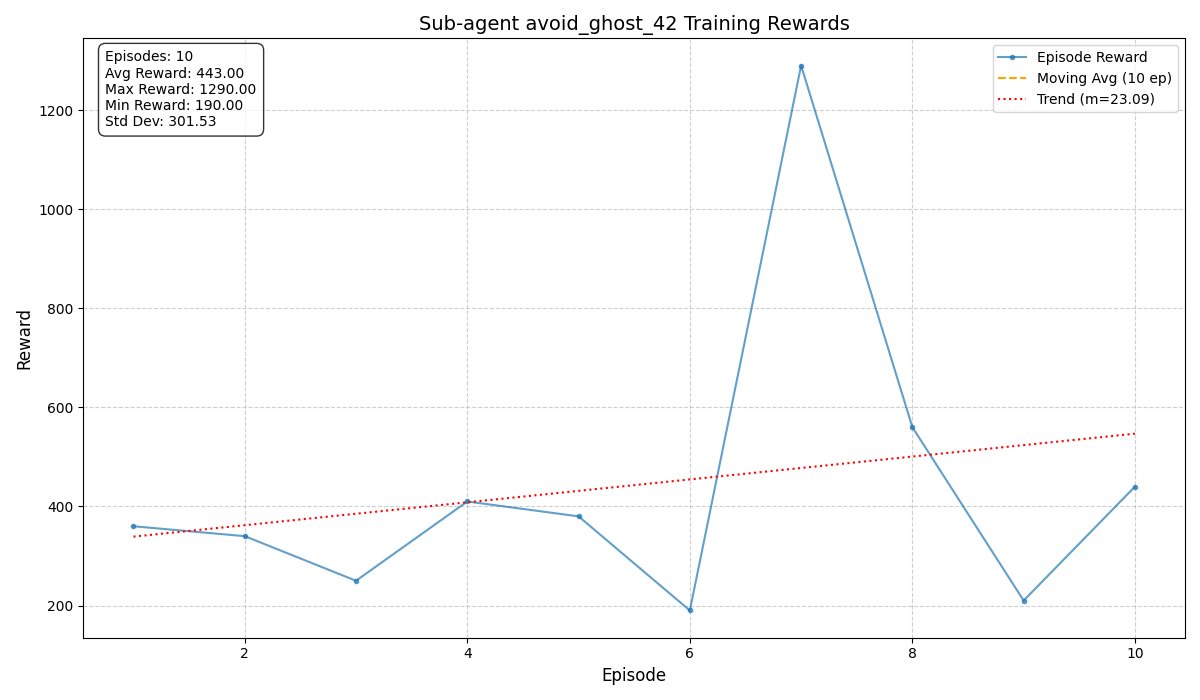 Sub-agent avoid_ghost_42 Training Rewards
Episodes: 10
Avg Reward: 443.00
Max Reward: 1290.00
Min Reward: 190.00
Std Dev: 301.53
Episode Reward
Moving Avg (10 ep)
Trend (m=23.09)
1200
1000
800
600
400
200
Reward
2
4
6
8
10
Episode